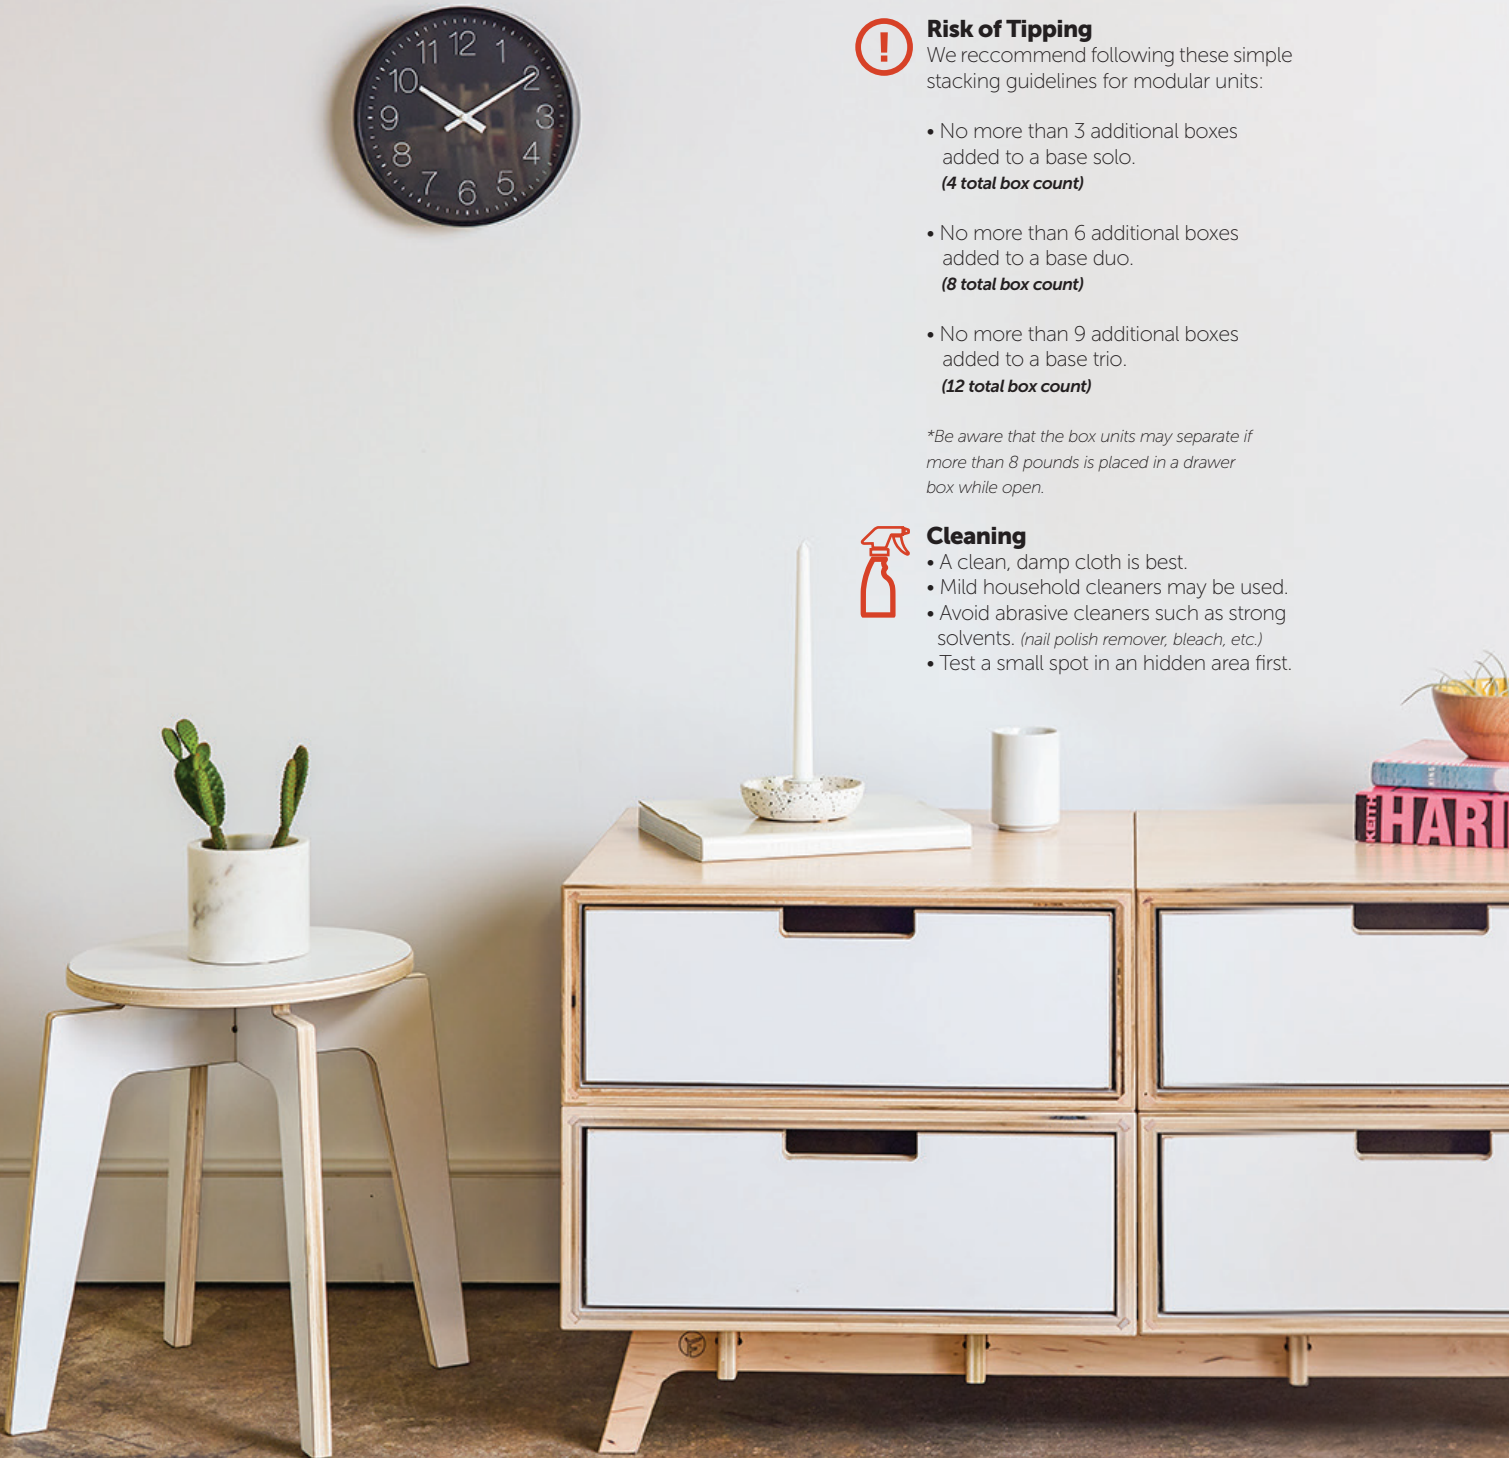 11 12 1
10 2
9 3
8 4
7 6 5
Risk of Tipping
We reccommend following these simple
stacking guidelines for modular units:
• No more than 3 additional boxes
added to a base solo.
(4 total box count)
• No more than 6 additional boxes
added to a base duo.
(8 total box count)
• No more than 9 additional boxes
added to a base trio.
(12 total box count)
*Be aware that the box units may separate if
more than 8 pounds is placed in a drawer
box while open.
Cleaning
• A clean, damp cloth is best.
• Mild household cleaners may be used.
• Avoid abrasive cleaners such as strong
solvents. (nail polish remover, bleach, etc.)
• Test a small spot in an hidden area first.
KEITH